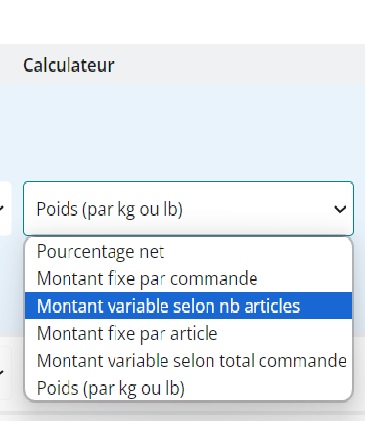 Calculateur
Poids (par kg ou lb)
Pourcentage net
Montant fixe par commande
Montant variable selon nb articles
Montant fixe par article
Montant variable selon total commande
Poids (par kg ou lb)